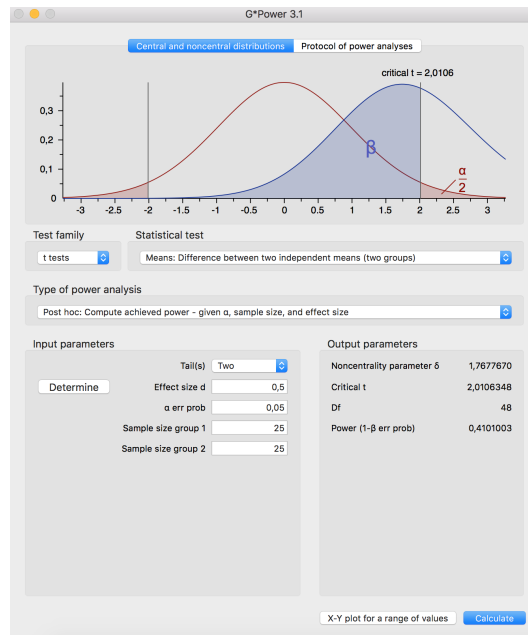 G*Power 3.1
Central and noncentral distributions Protocol of power analyses
critical t = 2,0106
0,3
0,2
0,1
0
β
α
2
-3 -2.5 -2 -1.5 -1 -0.5 0 0.5 1 1.5 2 2.5 3
Test family Statistical test
t tests Means: Difference between two independent means (two groups)
Type of power analysis
Post hoc: Compute achieved power - given α, sample size, and effect size
Input parameters Output parameters
Tail(s) Two Noncentrality parameter δ 1,7677670
Determine Effect size d 0,5 Critical t 2,0106348
α err prob 0,05 Df 48
Sample size group 1 25 Power (1-β err prob) 0,4101003
Sample size group 2 25
X-Y plot for a range of values Calculate